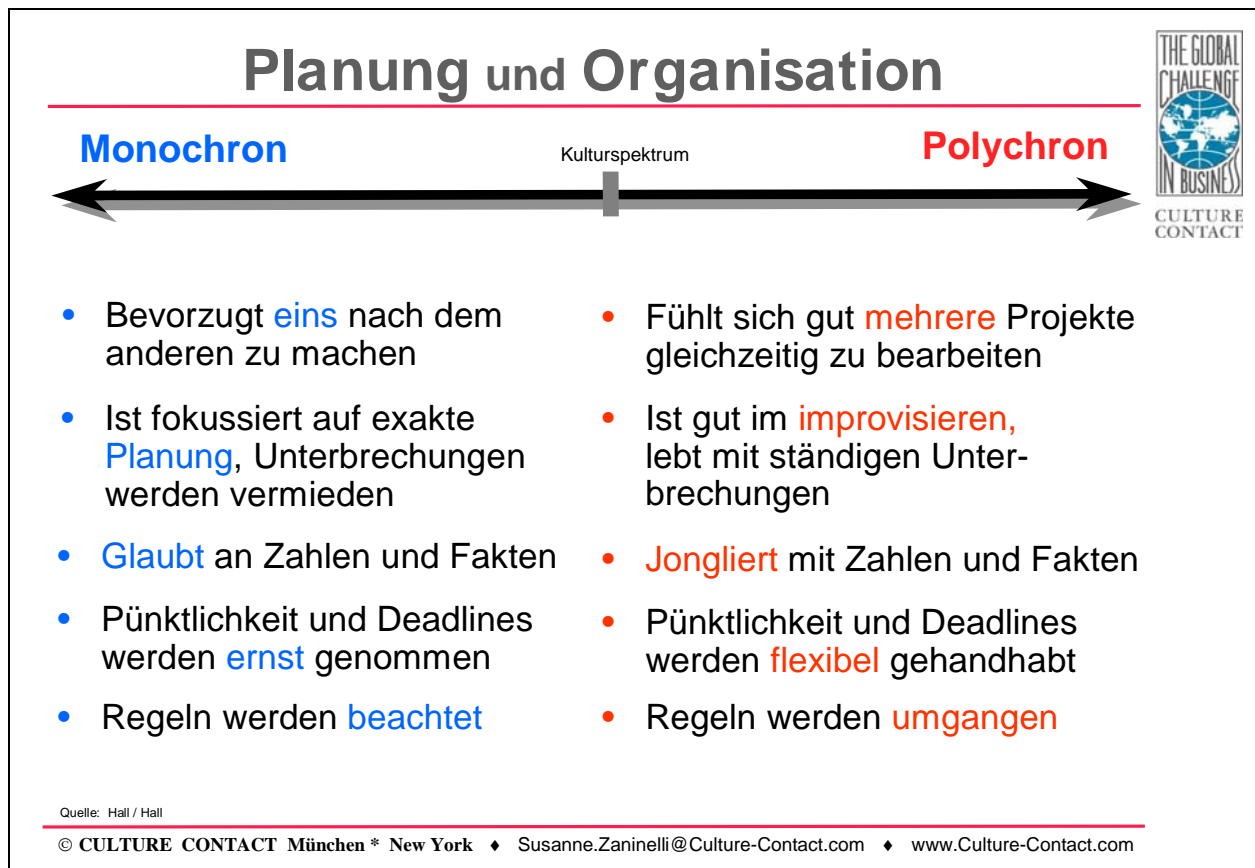 Planung und Organisation
THE GLOBAL
CHALLENGE
IN BUSINESS
CULTURE
CONTACT
Monochron
Kulturspektrum
Polychron
• Bevorzugt eins nach dem
anderen zu machen
• Ist fokussiert auf exakte
Planung, Unterbrechungen
werden vermieden
• Glaubt an Zahlen und Fakten
• Pünktlichkeit und Deadlines
werden ernst genommen
• Regeln werden beachtet
• Fühlt sich gut mehrere Projekte
gleichzeitig zu bearbeiten
• Ist gut im improvisieren,
lebt mit ständigen Unter-
brechungen
• Jongliert mit Zahlen und Fakten
• Pünktlichkeit und Deadlines
werden flexibel gehandhabt
• Regeln werden umgangen
Quelle: Hall / Hall
© CULTURE CONTACT München * New York ♦ Susanne.Zaninelli@Culture-Contact.com ♦ www.Culture-Contact.com